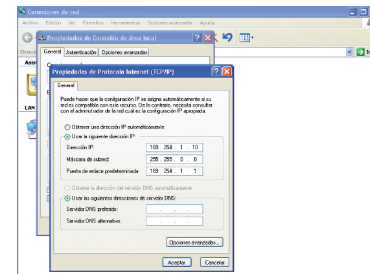 Conexiones de red
Archivo Edición Ver Favoritos Herramientas Opciones avanzadas Ayuda
Propiedades de Conexión de área local
General Autenticación Opciones avanzadas
Propiedades de Protocolo Internet (TCP/IP)
General
Puede hacer que la configuración IP se asigne automáticamente si su
red es compatible con este recurso. De lo contrario, necesita consultar
con el administrador de la red cuál es la configuración IP apropiada.
Obtener una dirección IP automáticamente
Usar la siguiente dirección IP:
Dirección IP: 169 . 254 . 1 . 10
Máscara de subred: 255 . 255 . 0 . 0
Puerta de enlace predeterminada: 169 . 254 . 1 . 1
Obtener la dirección del servidor DNS automáticamente
Usar las siguientes direcciones de servidor DNS:
Servidor DNS preferido:
Servidor DNS alternativo:
Opciones avanzadas...
Aceptar Cancelar
LAN